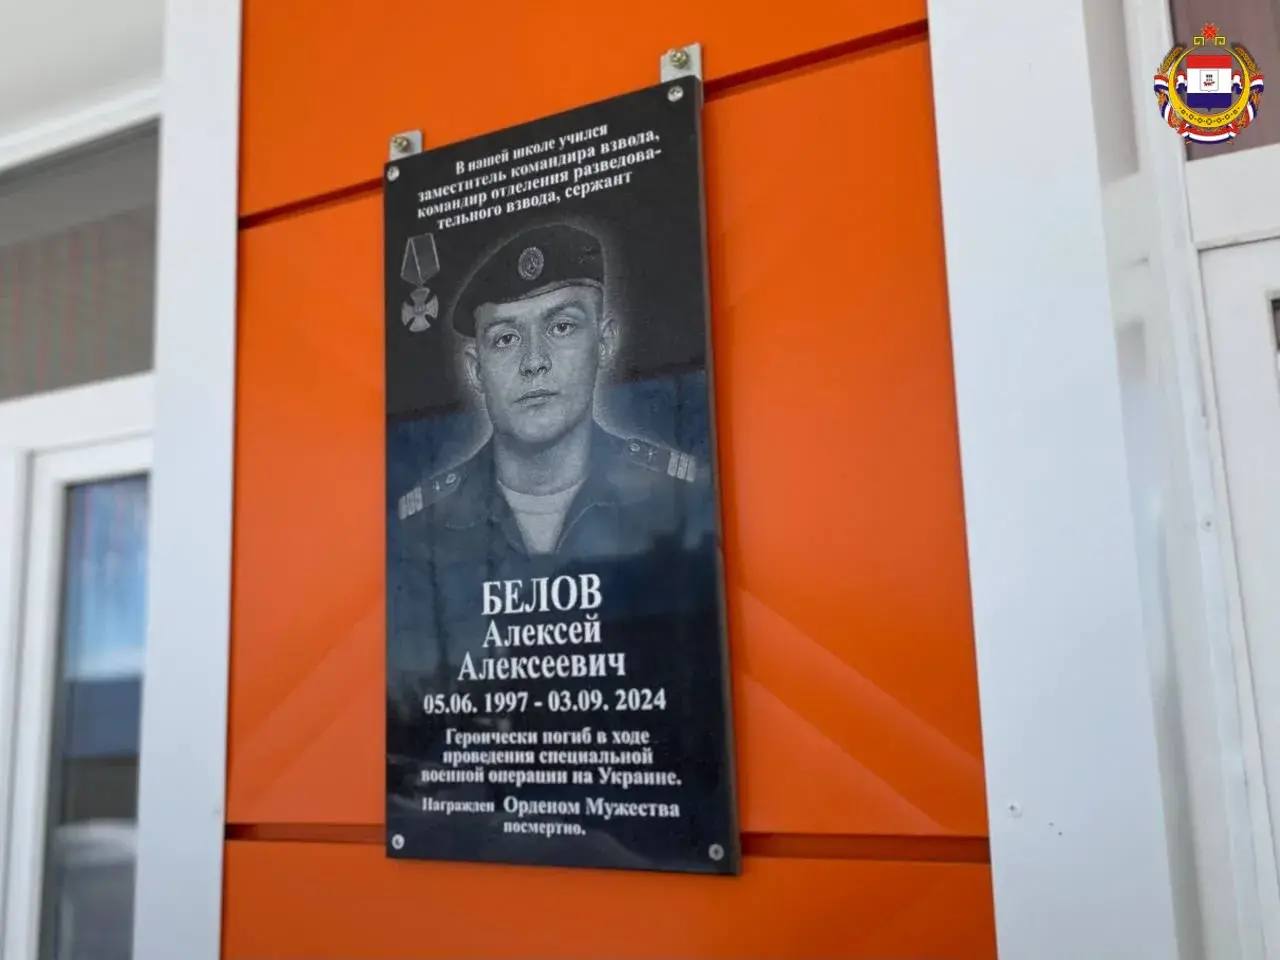 В нашей школе учился
заместитель командира взвода,
командир отделения разведова-
тельного взвода, сержант
БЕЛОВ
Алексей
Алексеевич
05.06. 1997 - 03.09. 2024
Героически погиб в ходе
проведения специальной
военной операции на Украине.
Награжден Орденом Мужества
посмертно.